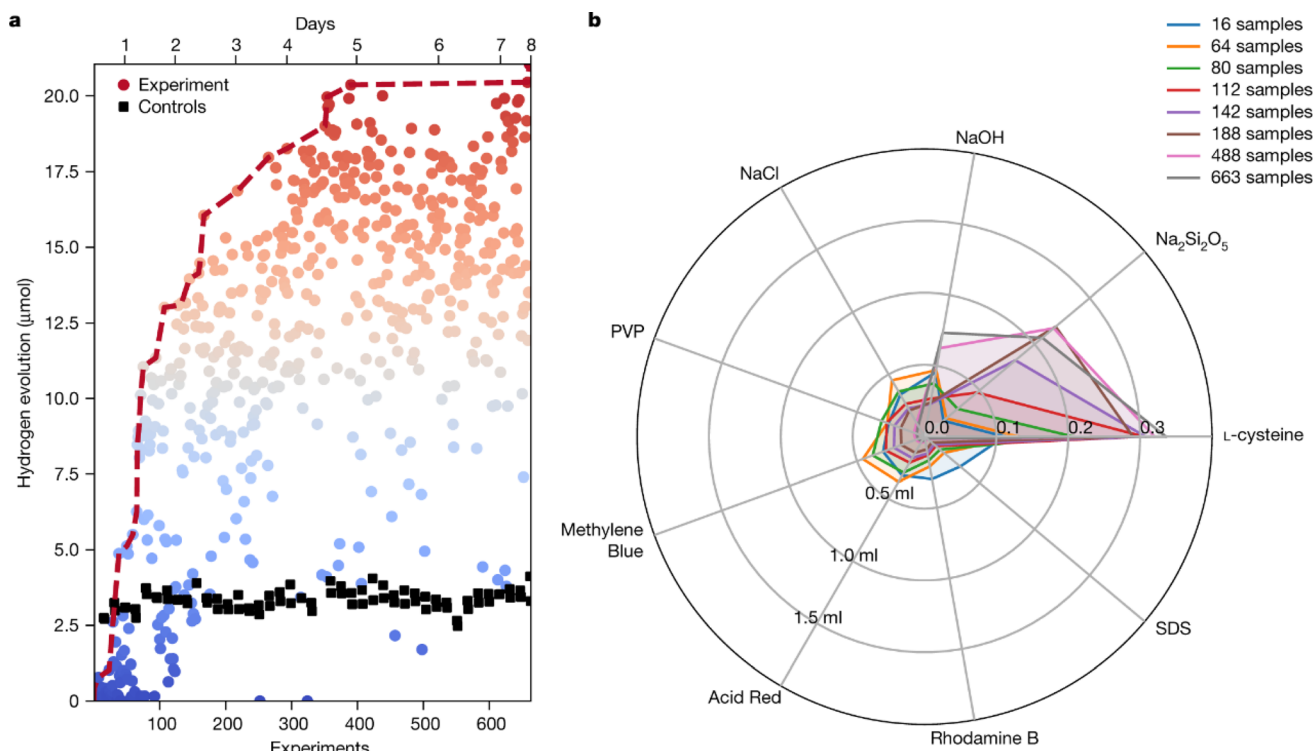 a
Days
1 2 3 4 5 6 7 8
Experiment
Controls
20.0
17.5
15.0
12.5
10.0
7.5
5.0
2.5
0
Hydrogen evolution (μmol)
100 200 300 400 500 600
Experiments
b
16 samples
64 samples
80 samples
112 samples
142 samples
188 samples
488 samples
663 samples
NaOH
NaCl
Na₂Si₂O₅
PVP
0.0 0.1 0.2 0.3
L-cysteine
0.5 ml
Methylene
Blue
1.0 ml
1.5 ml
SDS
Acid Red
Rhodamine B